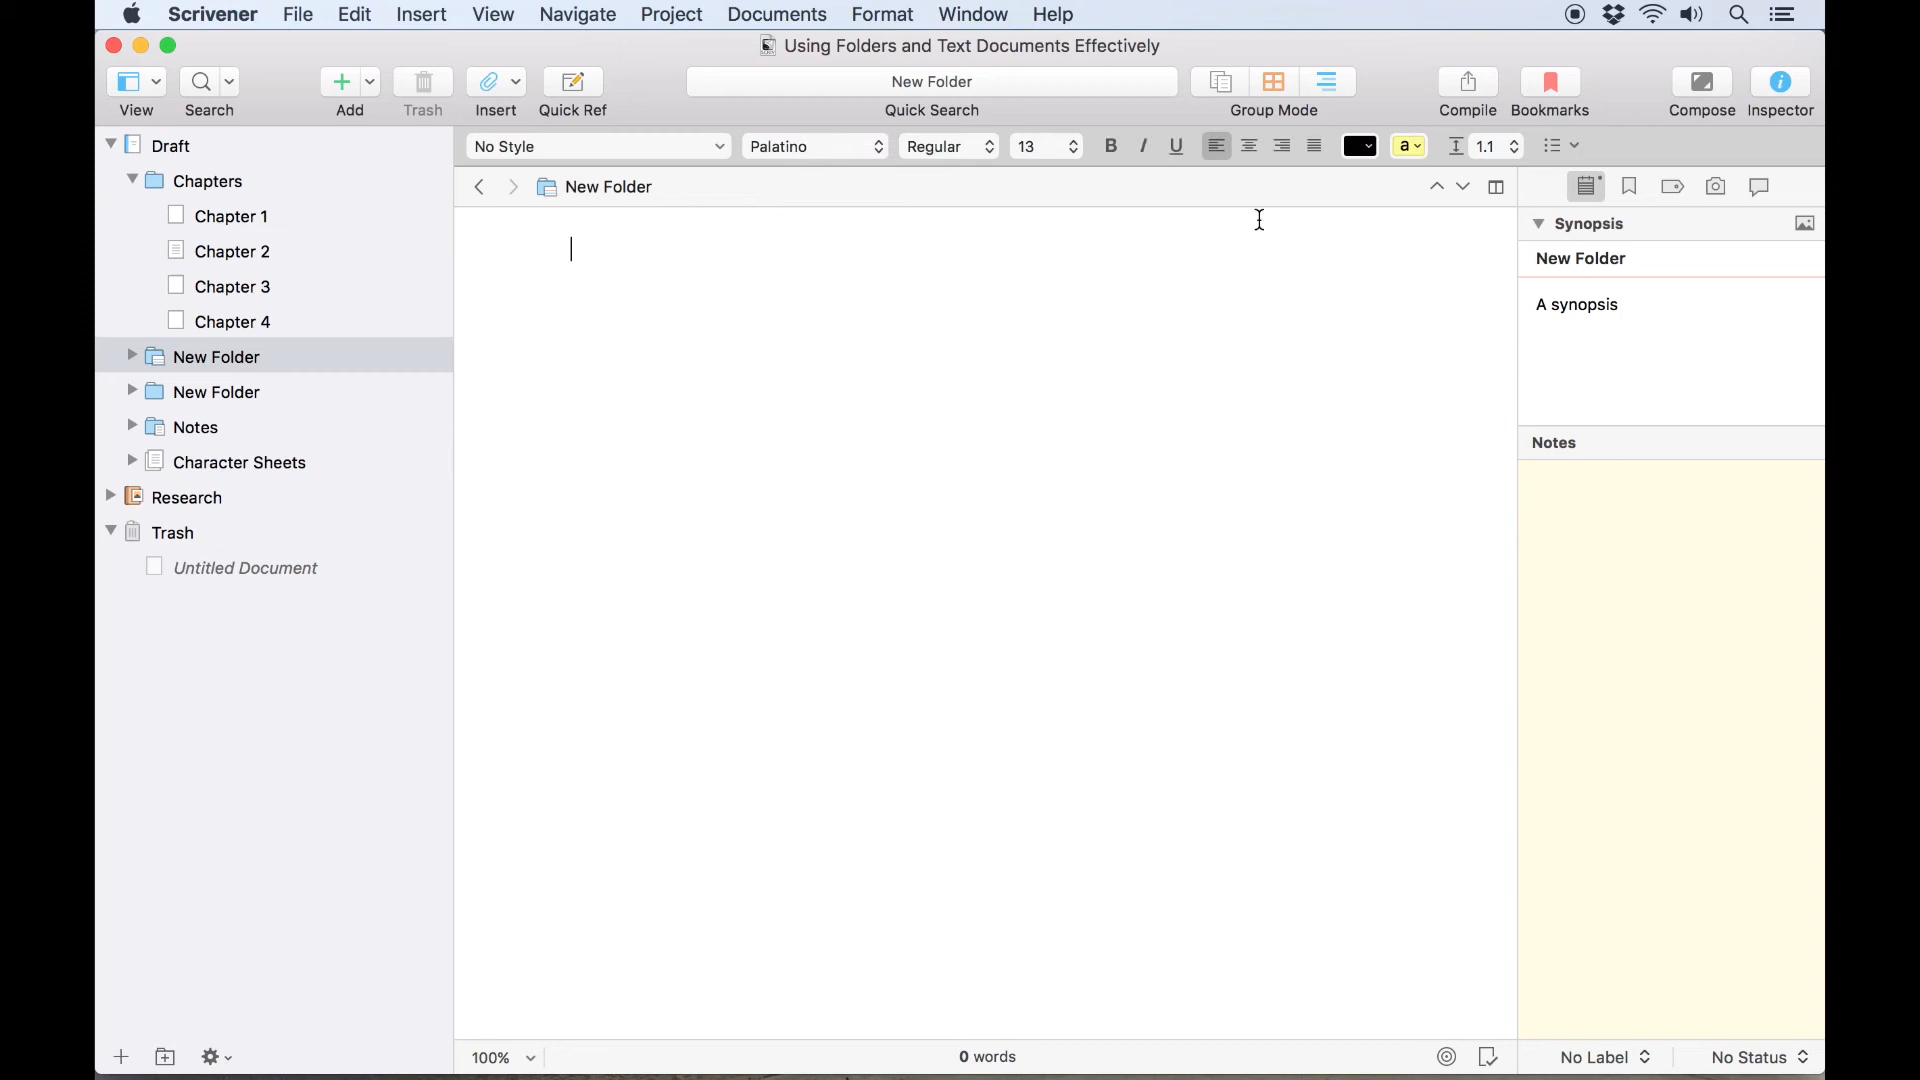 Scrivener File Edit Insert View Navigate Project Documents Format Window Help
Using Folders and Text Documents Effectively
New Folder
View Search Add Trash Insert Quick Ref Quick Search Group Mode Compile Bookmarks Compose Inspector
No Style Palatino Regular 13 B I U a 1.1
Draft
Chapters
Chapter 1
Chapter 2
Chapter 3
Chapter 4
New Folder
New Folder
Notes
Character Sheets
Research
Trash
Untitled Document
New Folder
Synopsis
New Folder
A synopsis
Notes
100% 0 words No Label No Status